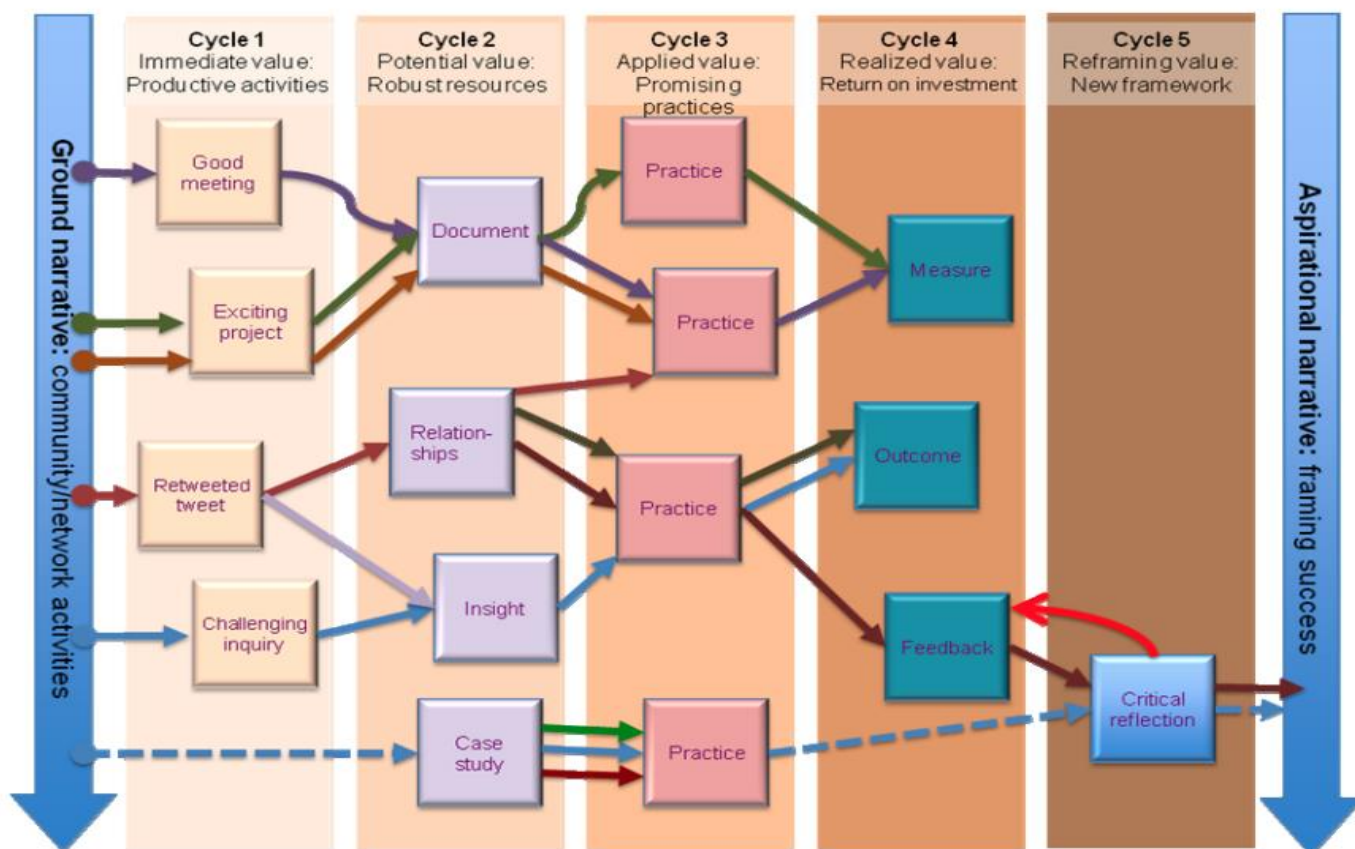 Cycle 1
Immediate value:
Productive activities
Cycle 2
Potential value:
Robust resources
Cycle 3
Applied value:
Promising
practices
Cycle 4
Realized value:
Return on investment
Cycle 5
Reframing value:
New framework
Ground narrative: community/network activities
Good
meeting
Exciting
project
Retweeted
tweet
Challenging
inquiry
Document
Relation-
ships
Insight
Case
study
Practice
Practice
Practice
Practice
Measure
Outcome
Feedback
Critical
reflection
Aspirational narrative: framing success